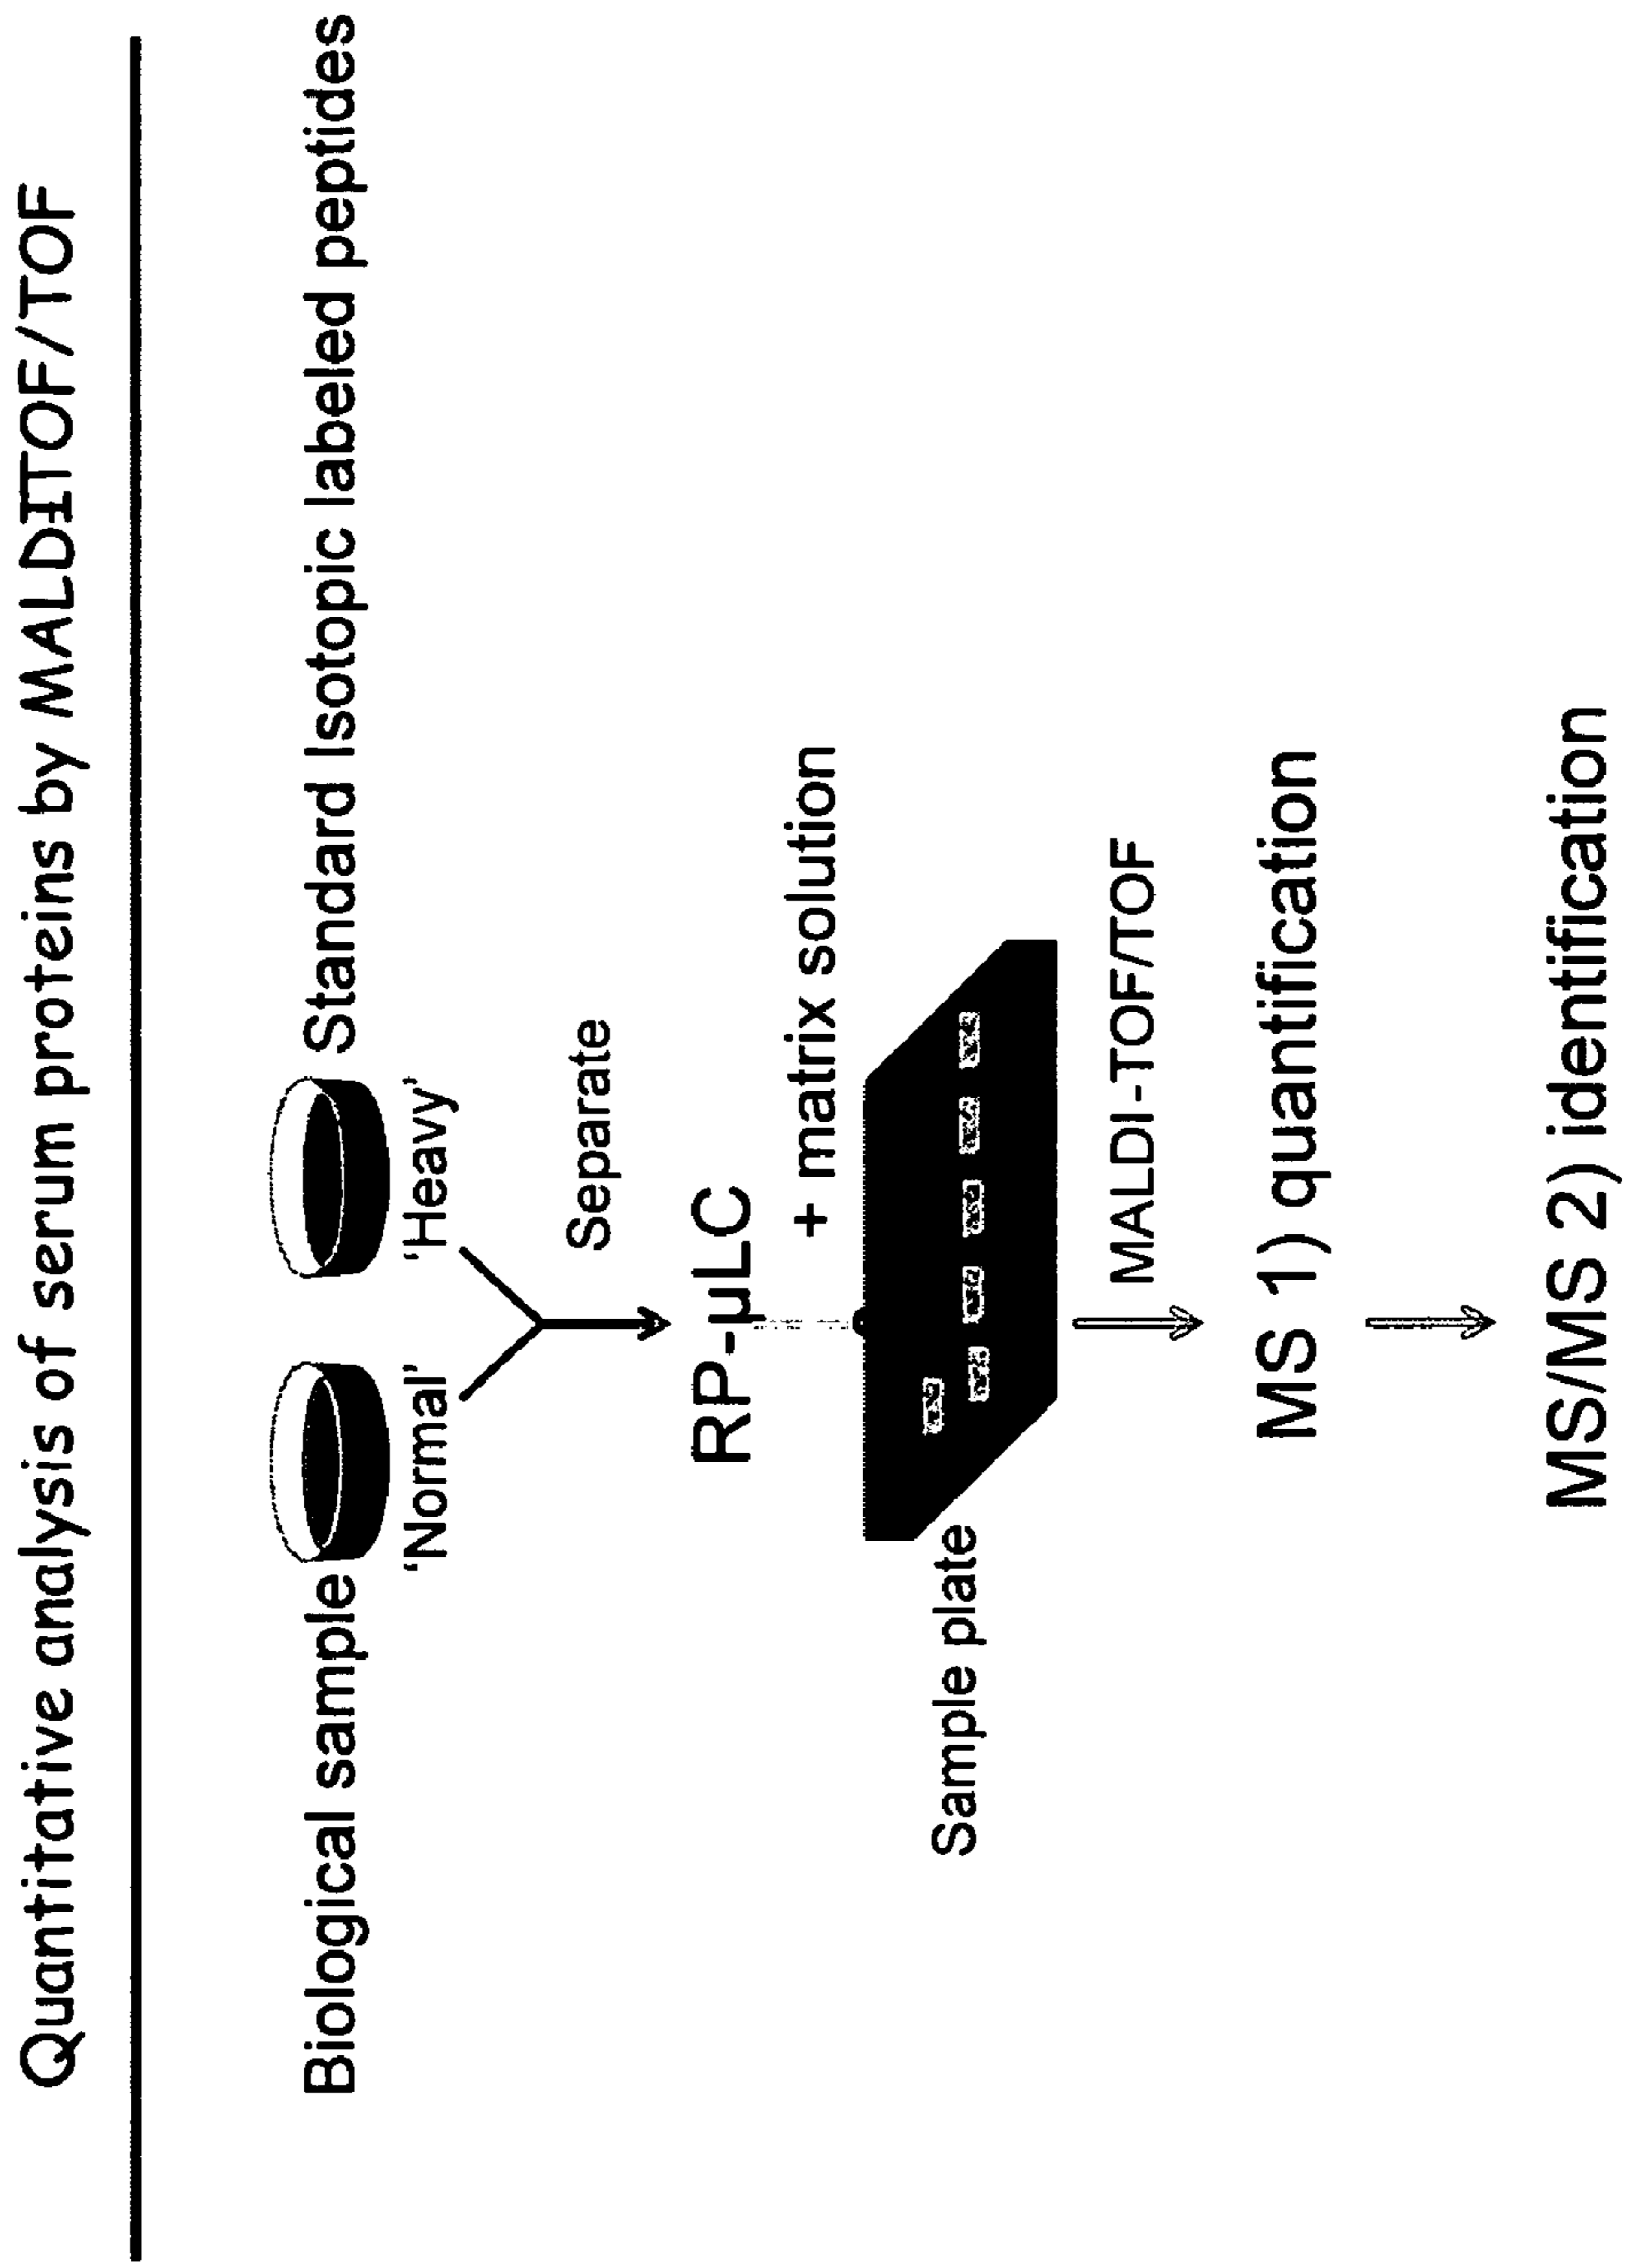 Quantitative analysis of serum proteins by MALDITOF/TOF
Biological sample
Standard Isotopic labeled peptides
'Normal'
'Heavy'
Separate
RP-µLC
+ matrix solution
Sample plate
MALDI-TOF/TOF
MS 1) quantification
MS/MS 2) identification